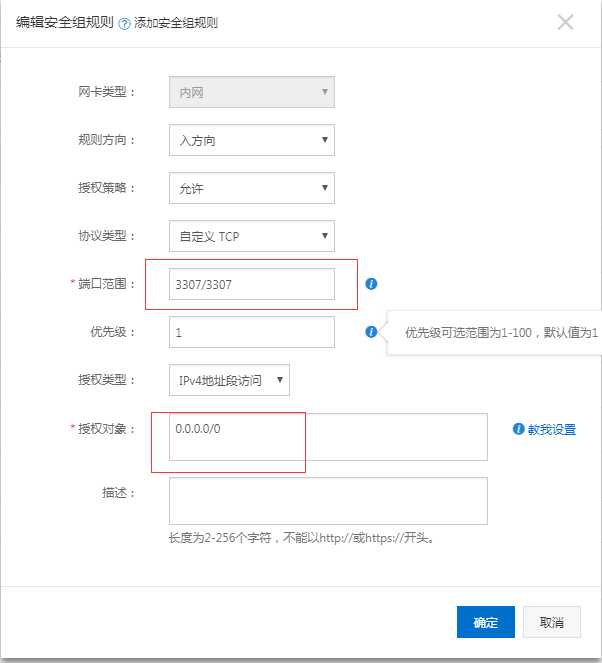 编辑安全组规则 ? 添加安全组规则
网卡类型： 内网
规则方向： 入方向
授权策略： 允许
协议类型： 自定义 TCP
* 端口范围： 3307/3307
优先级： 1 优先级可选范围为1-100，默认值为1
授权类型： IPv4地址段访问
* 授权对象： 0.0.0.0/0 教我设置
描述：
长度为2-256个字符，不能以http://或https://开头。
确定 取消